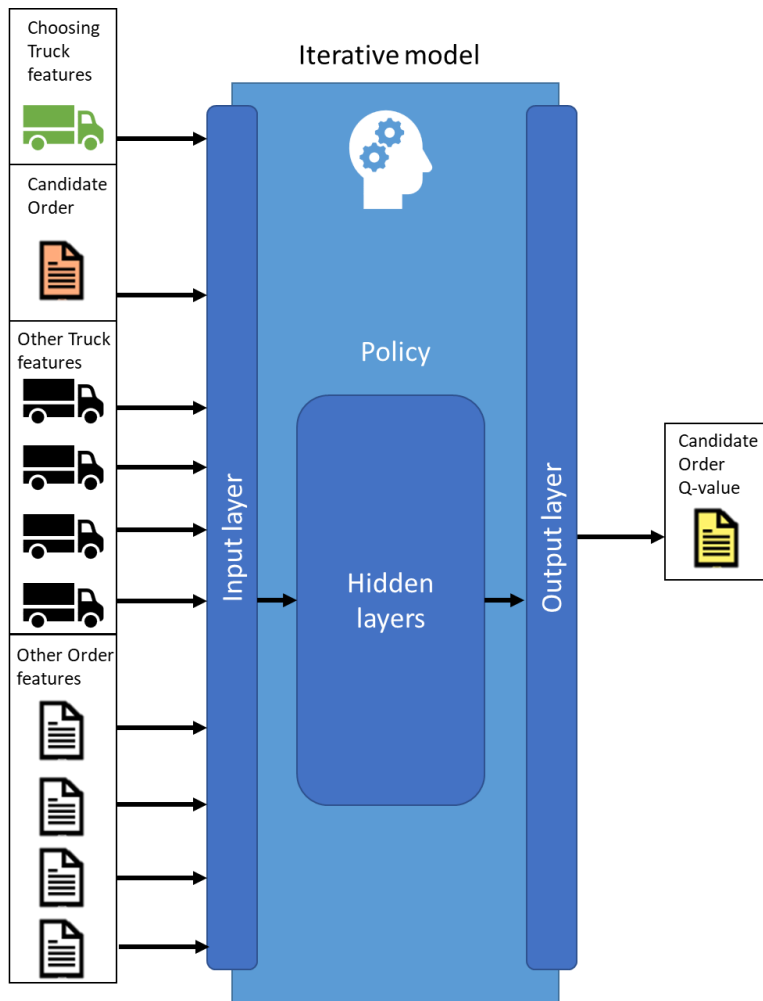 Choosing
Truck
features
Iterative model
Candidate
Order
Other Truck
features
Policy
Input layer
Hidden
layers
Output layer
Candidate
Order
Q-value
Other Order
features